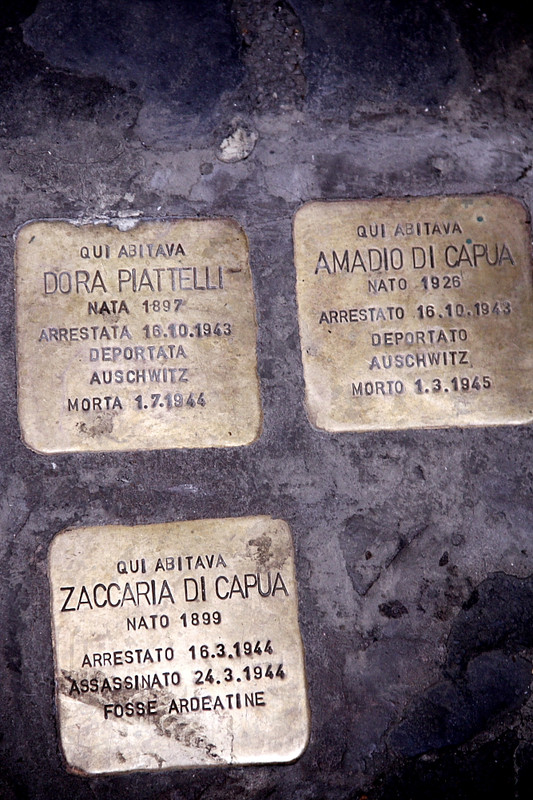 QUI ABITAVA
DORA PIATTELLI
NATA 1897
ARRESTATA 16.10.1943
DEPORTATA
AUSCHWITZ
MORTA 1.7.1944
QUI ABITAVA
AMADIO DI CAPUA
NATO 1926
ARRESTATO 16.10.1943
DEPORTATO
AUSCHWITZ
MORTO 1.3.1945
QUI ABITAVA
ZACCARIA DI CAPUA
NATO 1899
ARRESTATO 16.3.1944
ASSASSINATO 24.3.1944
FOSSE ARDEATINE